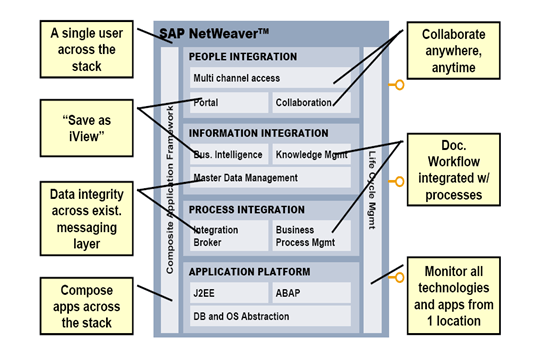 A single user
across the
stack
"Save as
iView"
Data integrity
across exist.
messaging
layer
Compose
apps across
the stack
SAP NetWeaver™
Composite Application Framework
PEOPLE INTEGRATION
Multi channel access
Portal
Collaboration
INFORMATION INTEGRATION
Bus. Intelligence
Knowledge Mgmt
Master Data Management
PROCESS INTEGRATION
Integration
Broker
Business
Process Mgmt
APPLICATION PLATFORM
J2EE
ABAP
DB and OS Abstraction
Life Cycle Mgmt
Collaborate
anywhere,
anytime
Doc.
Workflow
integrated w/
processes
Monitor all
technologies
and apps from
1 location